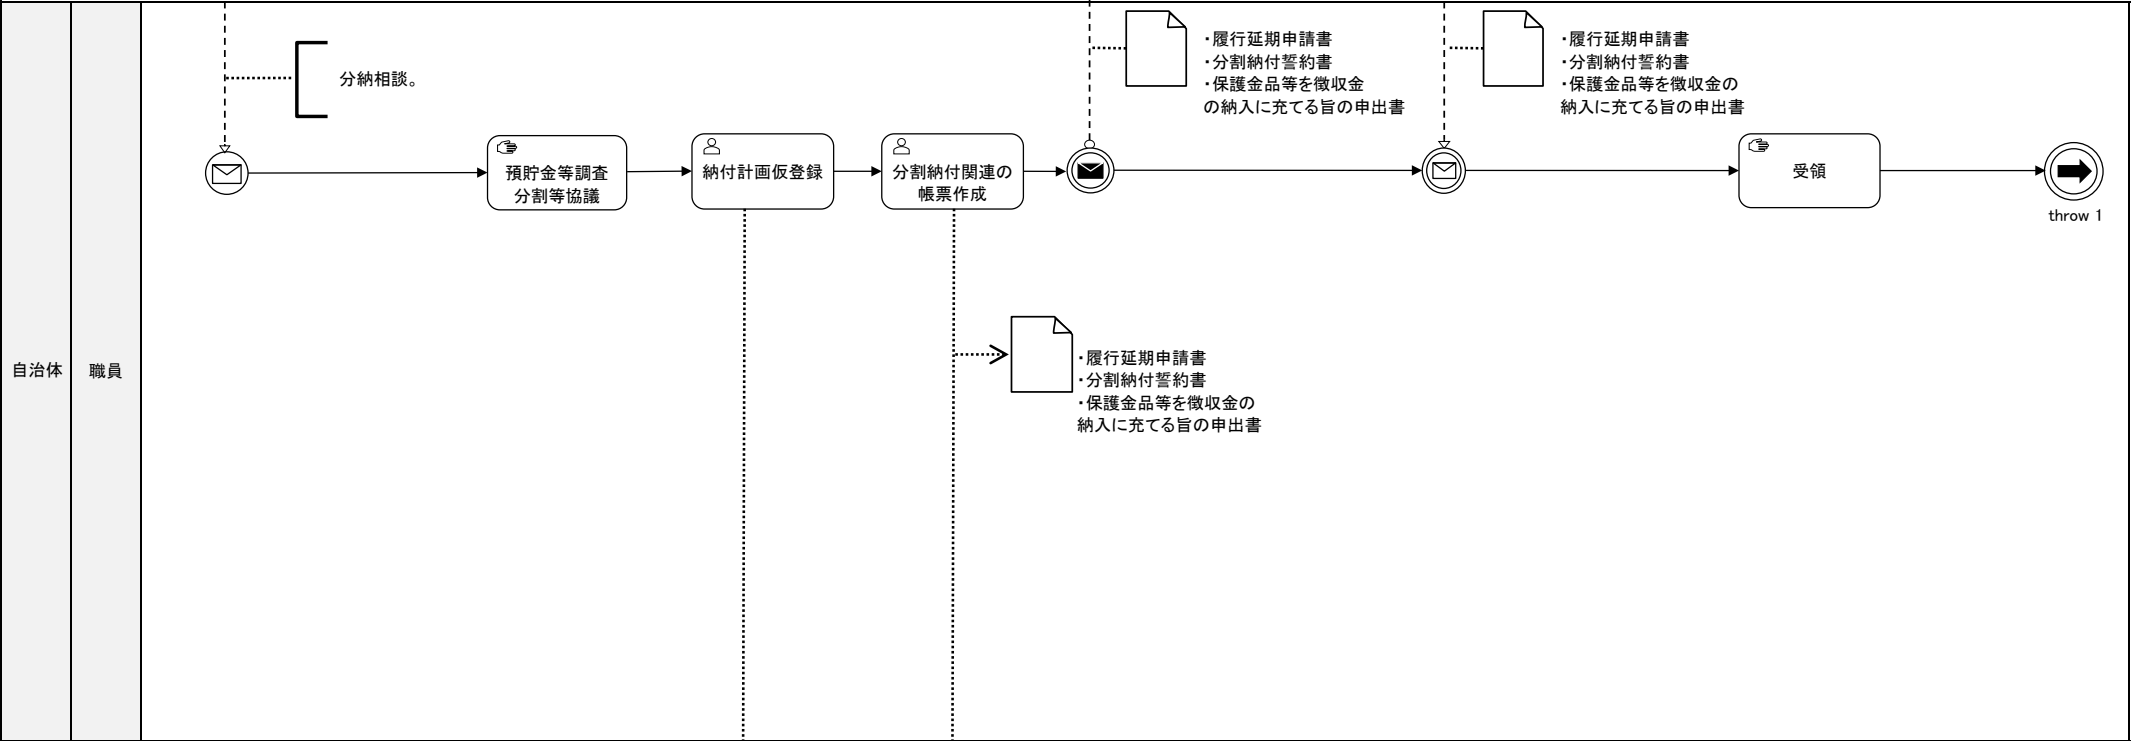 自治体
職員
分納相談。
・履行延期申請書
・分割納付誓約書
・保護金品等を徴収金
の納入に充てる旨の申出書
・履行延期申請書
・分割納付誓約書
・保護金品等を徴収金の
納入に充てる旨の申出書
預貯金等調査
分割等協議
納付計画仮登録
分割納付関連の
帳票作成
受領
throw 1
・履行延期申請書
・分割納付誓約書
・保護金品等を徴収金の
納入に充てる旨の申出書